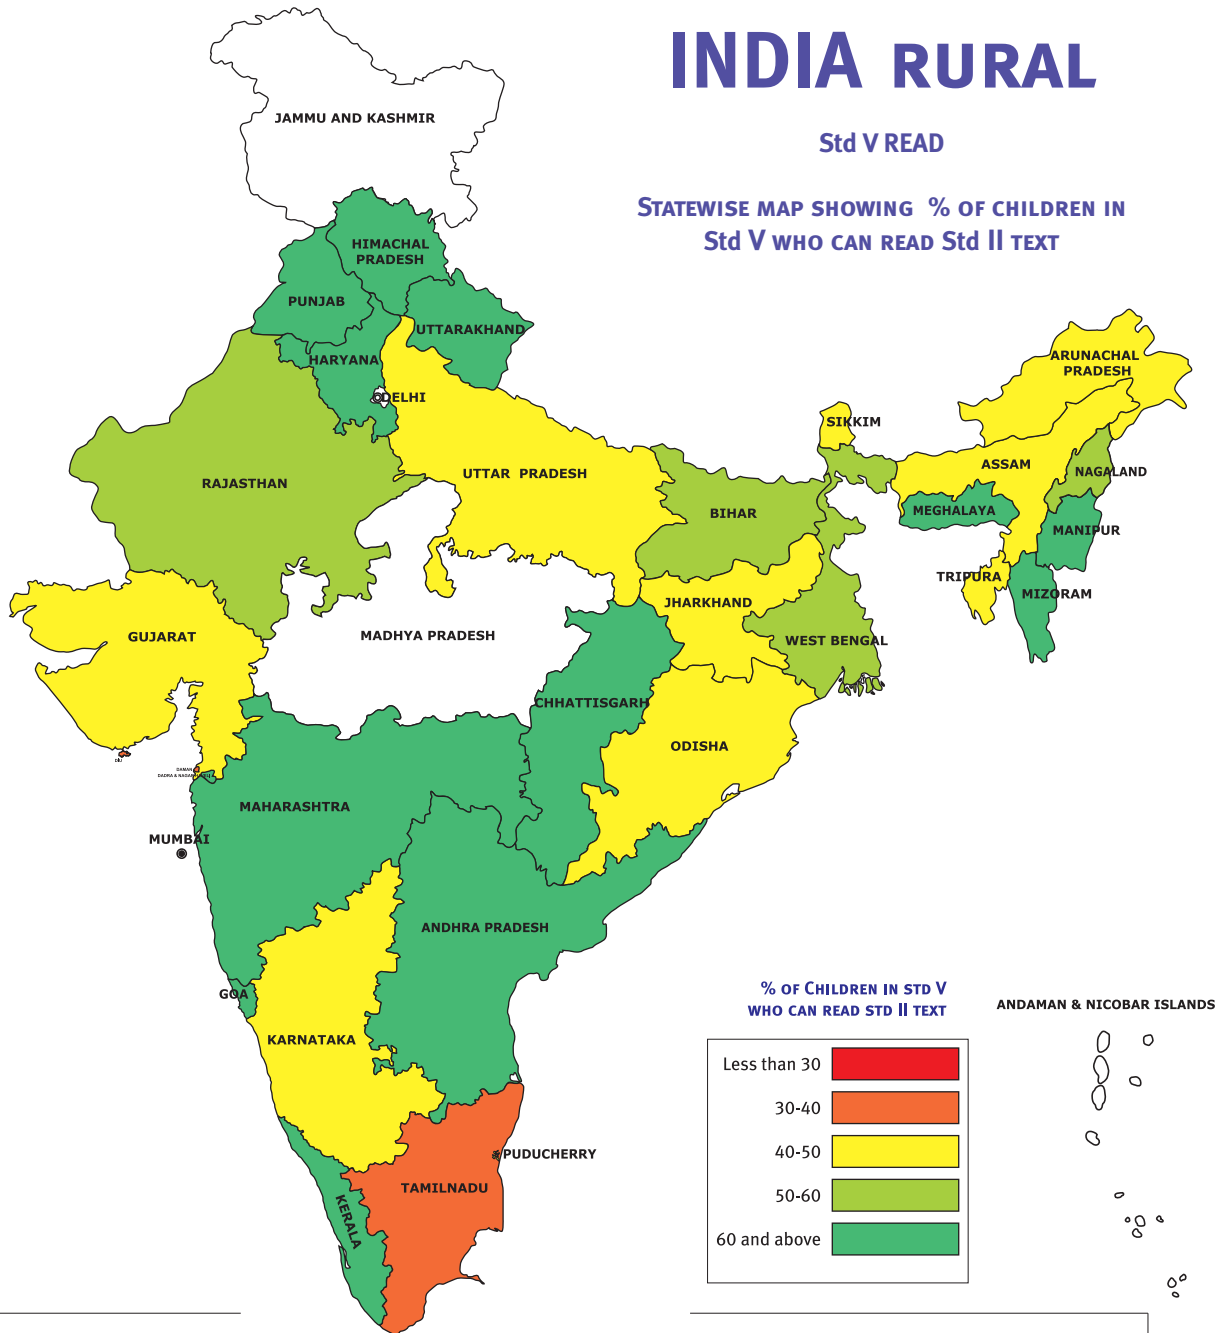 INDIA RURAL
Std V READ
STATEWISE MAP SHOWING % OF CHILDREN IN
Std V WHO CAN READ Std II TEXT
JAMMU AND KASHMIR
HIMACHAL
PRADESH
PUNJAB
UTTARAKHAND
HARYANA
DELHI
ARUNACHAL
PRADESH
SIKKIM
RAJASTHAN
UTTAR PRADESH
ASSAM
NAGALAND
BIHAR
MEGHALAYA
MANIPUR
TRIPURA
MIZORAM
JHARKHAND
GUJARAT
MADHYA PRADESH
WEST BENGAL
CHHATTISGARH
ODISHA
DIU
DAMAN
DADRA & NAGAR
MAHARASHTRA
MUMBAI
ANDHRA PRADESH
GOA
KARNATAKA
PUDUCHERRY
TAMILNADU
KERALA
% OF CHILDREN IN STD V
WHO CAN READ STD II TEXT
Less than 30
30-40
40-50
50-60
60 and above
ANDAMAN & NICOBAR ISLANDS